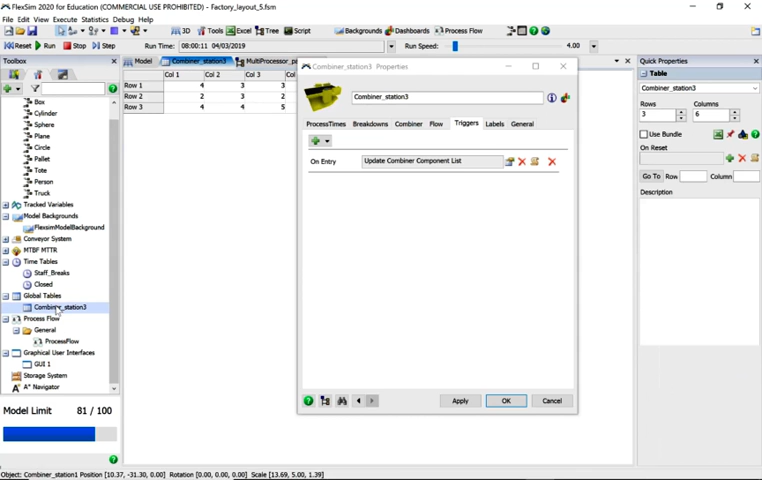 FlexSim 2020 for Education (COMMERCIAL USE PROHIBITED) - Factory_layout_5.fsm
File Edit View Execute Statistics Debug Help
3D Tools Excel Tree Script Backgrounds Dashboards Process Flow
Reset Run Stop Step Run Time: 08:00:11 04/03/2019 Run Speed: 4.00
Toolbox
Box
Cylinder
Sphere
Plane
Circle
Pallet
Tote
Person
Truck
Tracked Variables
Model Backgrounds
FlexsimModelBackground
Conveyor System
MTBF MTTR
Time Tables
Staff_Breaks
Closed
Global Tables
Combiner_station3
Process Flow
General
ProcessFlow
Graphical User Interfaces
GUI 1
Storage System
A* Navigator
Model Limit 81 / 100
Model Combiner_station3
Col 1 Col 2 Col 3
Row 1 4 3 3
Row 2 2 3 2
Row 3 4 4 5
Combiner_station3 Properties
Combiner_station3
ProcessTimes Breakdowns Combiner Flow Triggers Labels General
On Entry Update Combiner Component List
Apply OK Cancel
Quick Properties
Table
Combiner_station3
Rows Columns
3 6
Use Bundle
On Reset
Go To Row Column
Description
Object: Combiner_station1 Position [10.37, -31.30, 0.00] Rotation [0.00, 0.00, 0.00] Scale [13.69, 5.00, 1.39]